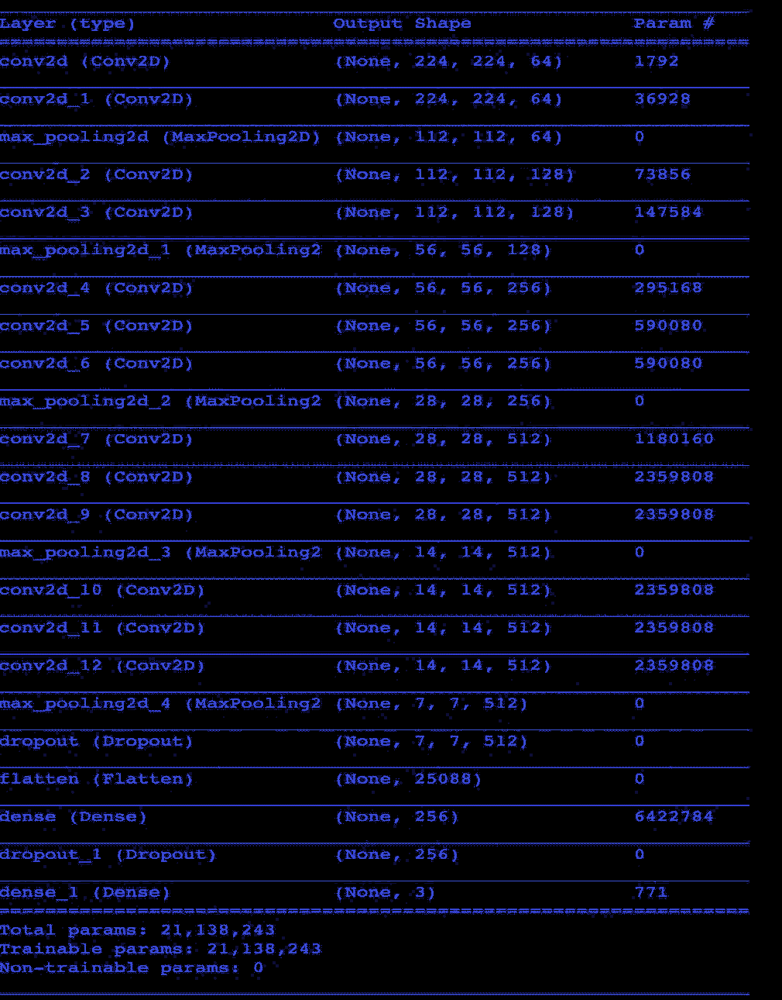 Layer (type) Output Shape Param #
=================================================================
conv2d (Conv2D) (None, 224, 224, 64) 1792
conv2d_1 (Conv2D) (None, 224, 224, 64) 36928
max_pooling2d (MaxPooling2D) (None, 112, 112, 64) 0
conv2d_2 (Conv2D) (None, 112, 112, 128) 73856
conv2d_3 (Conv2D) (None, 112, 112, 128) 147584
max_pooling2d_1 (MaxPooling2 (None, 56, 56, 128) 0
conv2d_4 (Conv2D) (None, 56, 56, 256) 295168
conv2d_5 (Conv2D) (None, 56, 56, 256) 590080
conv2d_6 (Conv2D) (None, 56, 56, 256) 590080
max_pooling2d_2 (MaxPooling2 (None, 28, 28, 256) 0
conv2d_7 (Conv2D) (None, 28, 28, 512) 1180160
conv2d_8 (Conv2D) (None, 28, 28, 512) 2359808
conv2d_9 (Conv2D) (None, 28, 28, 512) 2359808
max_pooling2d_3 (MaxPooling2 (None, 14, 14, 512) 0
conv2d_10 (Conv2D) (None, 14, 14, 512) 2359808
conv2d_11 (Conv2D) (None, 14, 14, 512) 2359808
conv2d_12 (Conv2D) (None, 14, 14, 512) 2359808
max_pooling2d_4 (MaxPooling2 (None, 7, 7, 512) 0
dropout (Dropout) (None, 7, 7, 512) 0
flatten (Flatten) (None, 25088) 0
dense (Dense) (None, 256) 6422784
dropout_1 (Dropout) (None, 256) 0
dense_1 (Dense) (None, 3) 771
=================================================================
Total params: 21,138,243
Trainable params: 21,138,243
Non-trainable params: 0